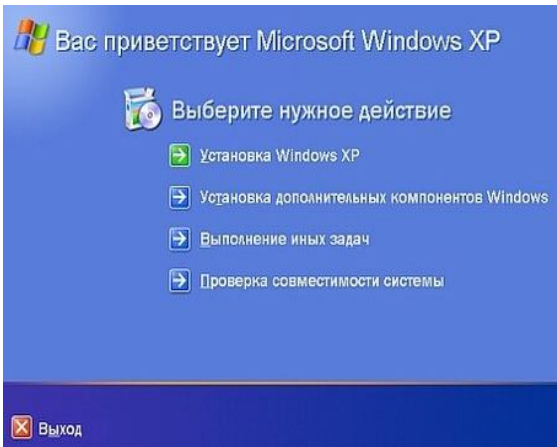 Вас приветствует Microsoft Windows XP
Выберите нужное действие
Установка Windows XP
Установка дополнительных компонентов Windows
Выполнение иных задач
Проверка совместимости системы
Выход